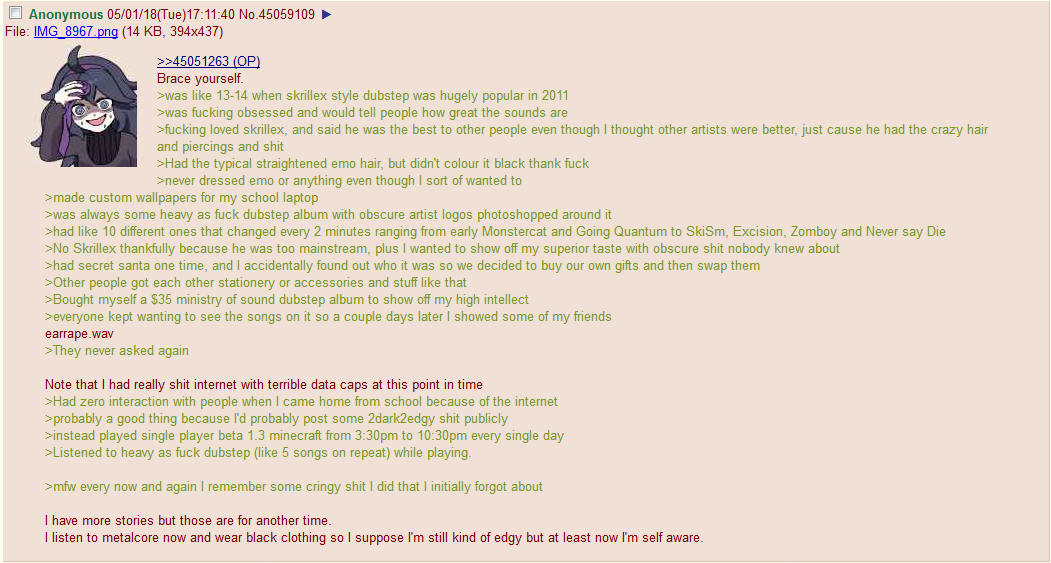 Anonymous 05/01/18(Tue)17:11:40 No.45059109 ▶
File: IMG_8967.png (14 KB, 394x437)
>>45051263 (OP)
Brace yourself.
>was like 13-14 when skrillex style dubstep was hugely popular in 2011
>was fucking obsessed and would tell people how great the sounds are
>fucking loved skrillex, and said he was the best to other people even though I thought other artists were better, just cause he had the crazy hair
and piercings and shit
>Had the typical straightened emo hair, but didn't colour it black thank fuck
>never dressed emo or anything even though I sort of wanted to
>made custom wallpapers for my school laptop
>was always some heavy as fuck dubstep album with obscure artist logos photoshopped around it
>had like 10 different ones that changed every 2 minutes ranging from early Monstercat and Going Quantum to SkiSm, Excision, Zomboy and Never say Die
>No Skrillex thankfully because he was too mainstream, plus I wanted to show off my superior taste with obscure shit nobody knew about
>had secret santa one time, and I accidentally found out who it was so we decided to buy our own gifts and then swap them
>Other people got each other stationery or accessories and stuff like that
>Bought myself a $35 ministry of sound dubstep album to show off my high intellect
>everyone kept wanting to see the songs on it so a couple days later I showed some of my friends
earrape.wav
>They never asked again
Note that I had really shit internet with terrible data caps at this point in time
>Had zero interaction with people when I came home from school because of the internet
>probably a good thing because I'd probably post some 2dark2edgy shit publicly
>instead played single player beta 1.3 minecraft from 3:30pm to 10:30pm every single day
>Listened to heavy as fuck dubstep (like 5 songs on repeat) while playing.
>mfw every now and again I remember some cringy shit I did that I initially forgot about
I have more stories but those are for another time.
I listen to metalcore now and wear black clothing so I suppose I'm still kind of edgy but at least now I'm self aware.